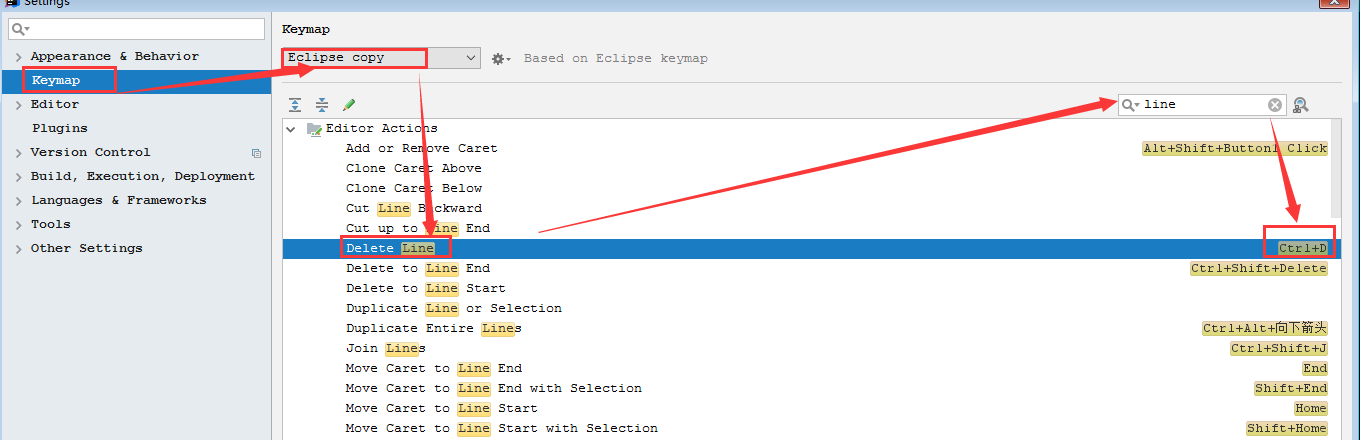 Settings
Keymap
Eclipse copy
Based on Eclipse keymap
Appearance & Behavior
Keymap
Editor
Plugins
Version Control
Build, Execution, Deployment
Languages & Frameworks
Tools
Other Settings
line
Editor Actions
Add or Remove Caret Alt+Shift+Button1 Click
Clone Caret Above
Clone Caret Below
Cut Line Backward
Cut up to Line End
Delete Line Ctrl+D
Delete to Line End Ctrl+Shift+Delete
Delete to Line Start
Duplicate Line or Selection
Duplicate Entire Lines Ctrl+Alt+向下箭头
Join Lines Ctrl+Shift+J
Move Caret to Line End End
Move Caret to Line End with Selection Shift+End
Move Caret to Line Start Home
Move Caret to Line Start with Selection Shift+Home